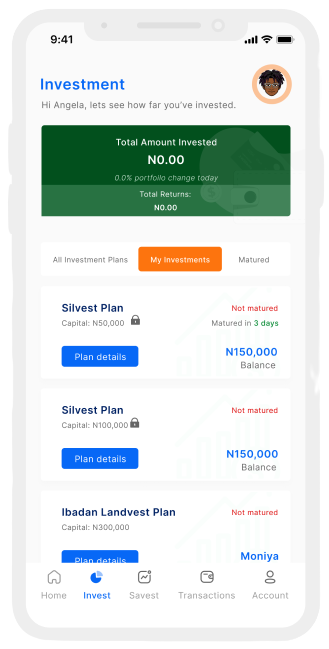 9:41
Investment
Hi Angela, lets see how far you've invested.
Total Amount Invested
N0.00
0.0% portfoilo change today
Total Returns:
N0.00
All Investment Plans
My Investments
Matured
Silvest Plan
Not matured
Capital: N50,000
Matured in 3 days
Plan details
N150,000
Balance
Silvest Plan
Not matured
Capital: N100,000
Plan details
N150,000
Balance
Ibadan Landvest Plan
Not matured
Capital: N300,000
Plan details
Moniya
Home
Invest
Savest
Transactions
Account